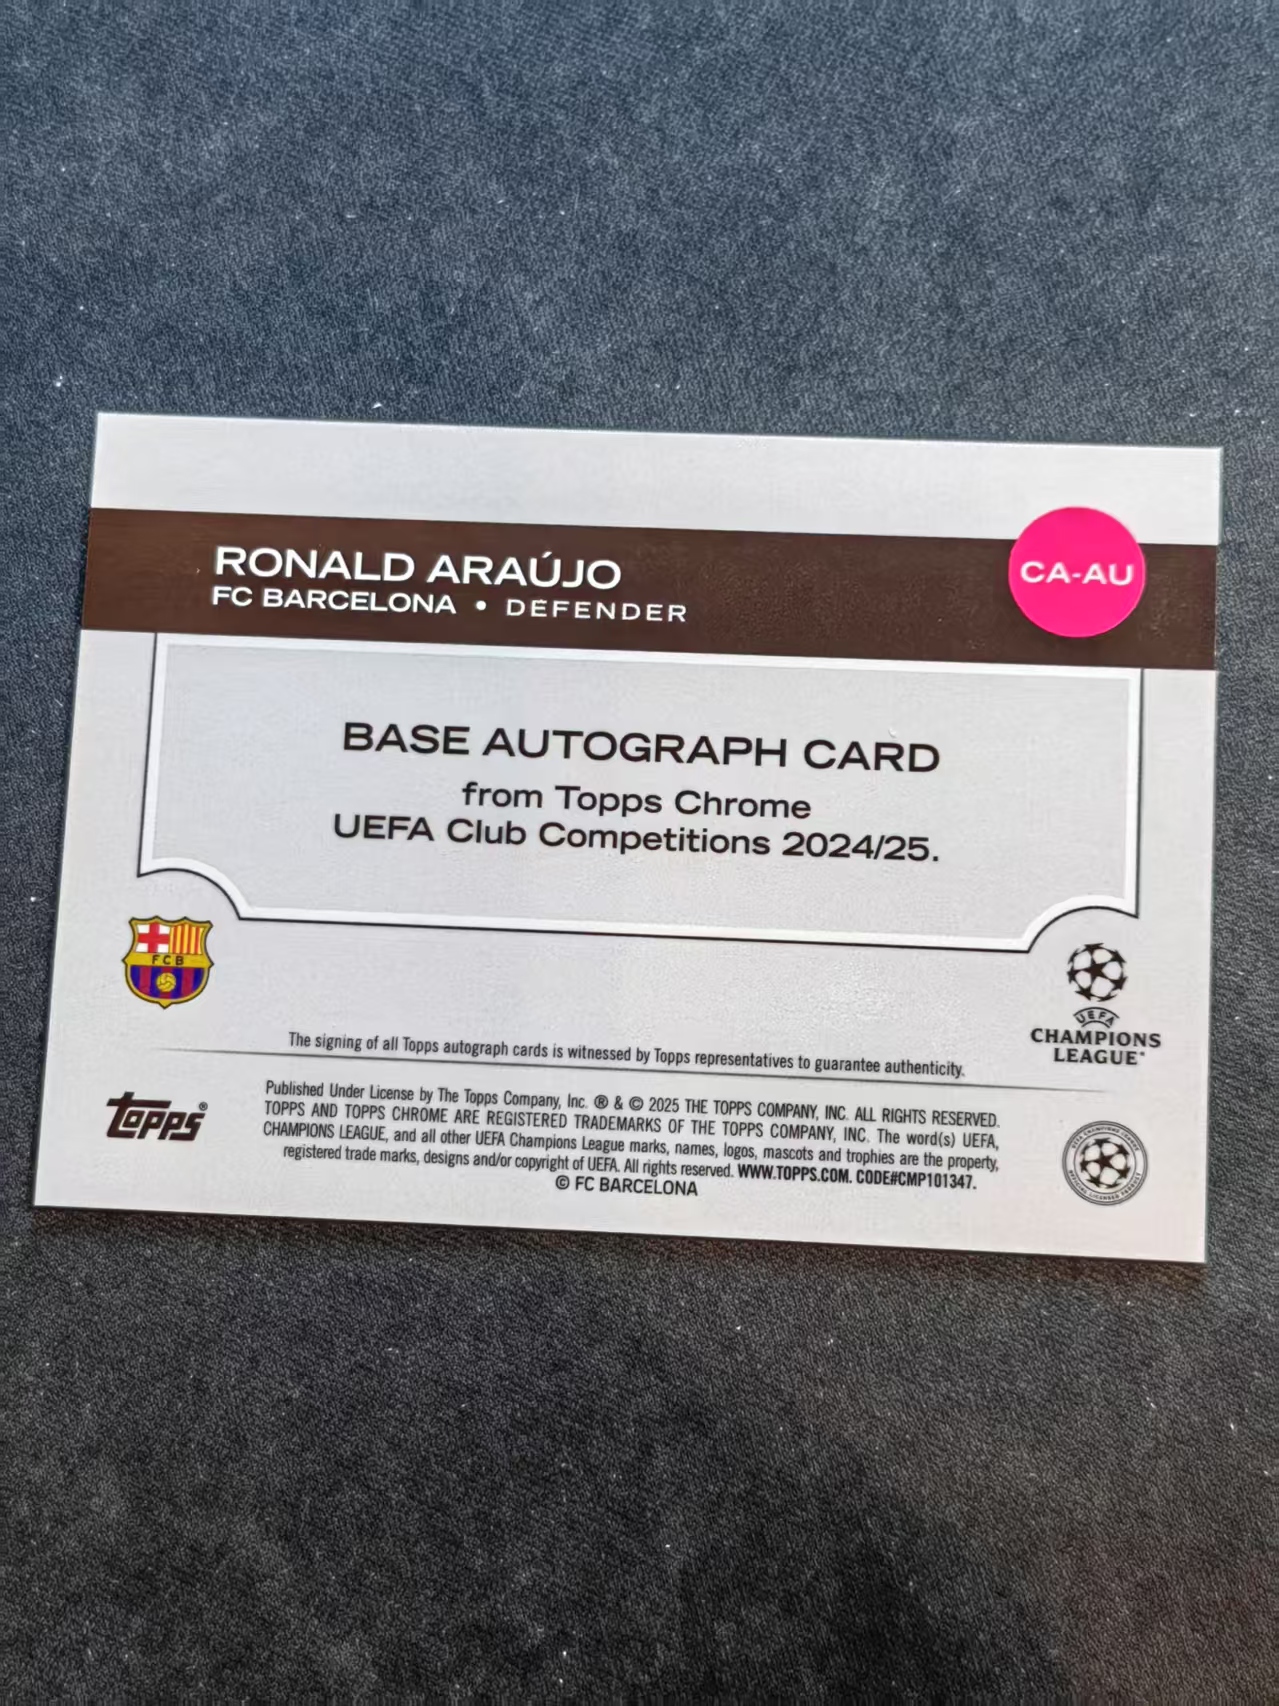 RONALD ARAÚJO
FC BARCELONA • DEFENDER
CA-AU
BASE AUTOGRAPH CARD
from Topps Chrome
UEFA Club Competitions 2024/25.
FCB
UEFA
CHAMPIONS
LEAGUE
The signing of all Topps autograph cards is witnessed by Topps representatives to guarantee authenticity.
Topps®
Published Under License by The Topps Company, Inc. ® & © 2025 THE TOPPS COMPANY, INC. ALL RIGHTS RESERVED.
TOPPS AND TOPPS CHROME ARE REGISTERED TRADEMARKS OF THE TOPPS COMPANY, INC. The word(s) UEFA,
CHAMPIONS LEAGUE, and all other UEFA Champions League marks, names, logos, mascots and trophies are the property,
registered trade marks, designs and/or copyright of UEFA. All rights reserved. WWW.TOPPS.COM. CODE#CMP101347.
© FC BARCELONA